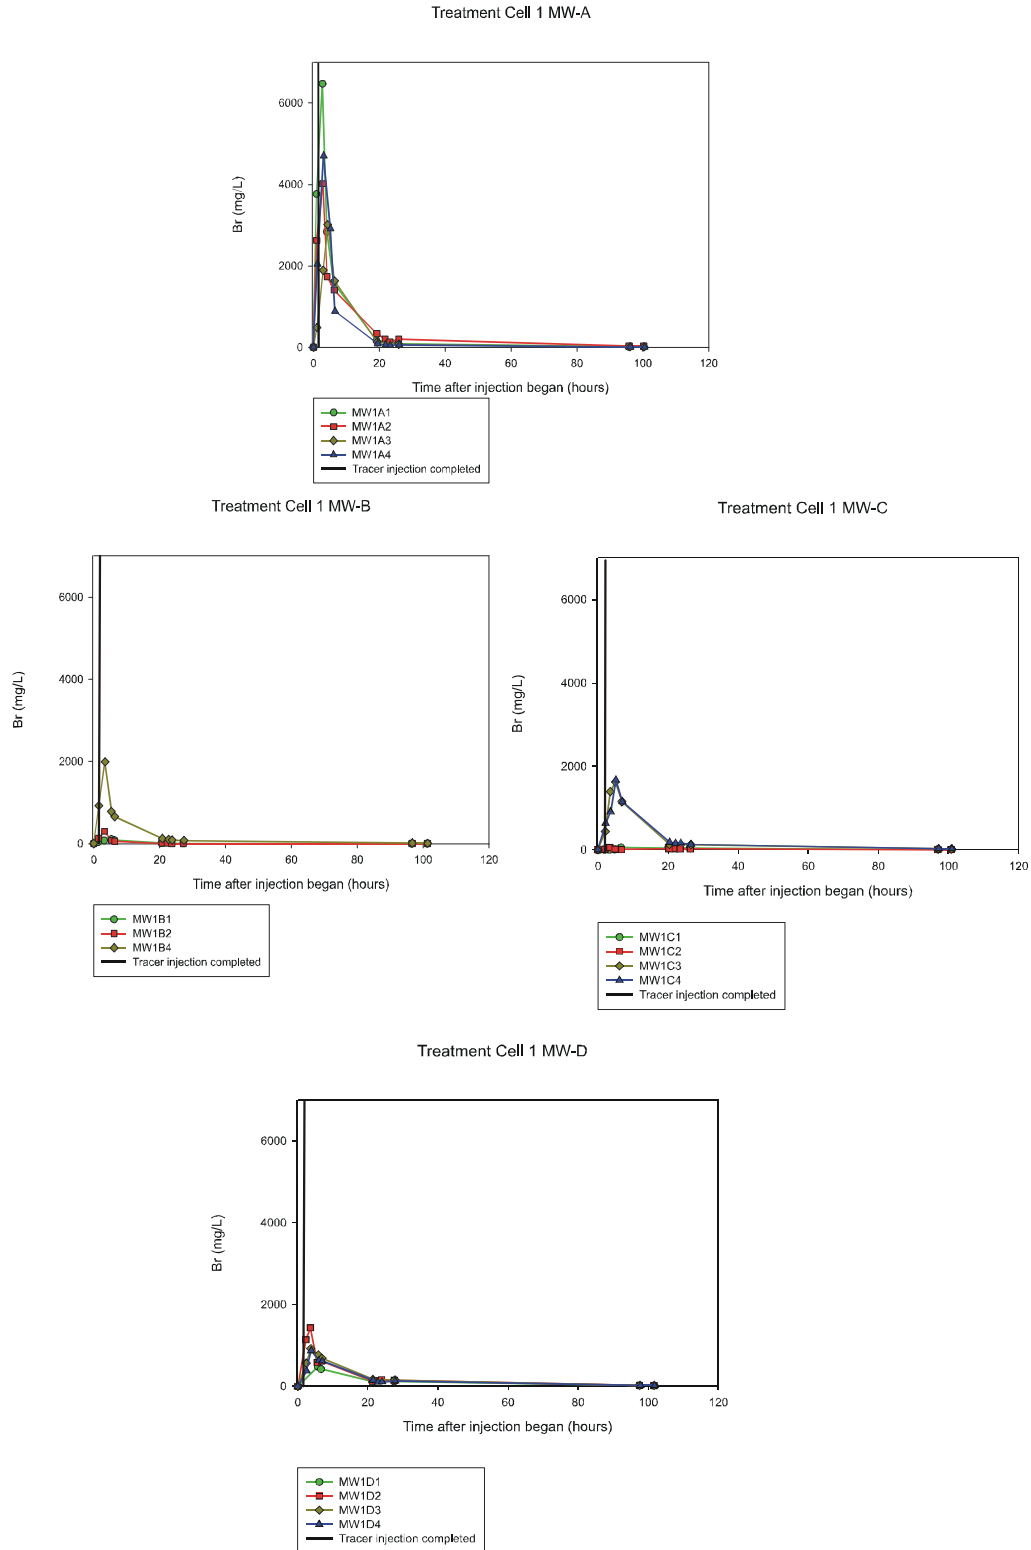 Treatment Cell 1 MW-A
6000
4000
2000
0
Br (mg/L)
0 20 40 60 80 100 120
Time after injection began (hours)
MW1A1
MW1A2
MW1A3
MW1A4
Tracer injection completed
Treatment Cell 1 MW-B
6000
4000
2000
0
Br (mg/L)
0 20 40 60 80 100 120
Time after injection began (hours)
MW1B1
MW1B2
MW1B4
Tracer injection completed
Treatment Cell 1 MW-C
6000
4000
2000
0
Br (mg/L)
0 20 40 60 80 100 120
Time after injection began (hours)
MW1C1
MW1C2
MW1C3
MW1C4
Tracer injection completed
Treatment Cell 1 MW-D
6000
4000
2000
0
Br (mg/L)
0 20 40 60 80 100 120
Time after injection began (hours)
MW1D1
MW1D2
MW1D3
MW1D4
Tracer injection completed